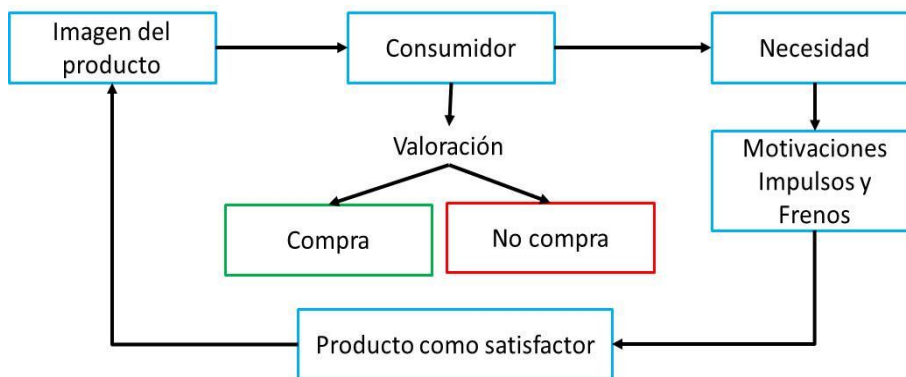 Imagen del
producto
Consumidor
Necesidad
Valoración
Motivaciones
Impulsos y
Frenos
Compra
No compra
Producto como satisfactor